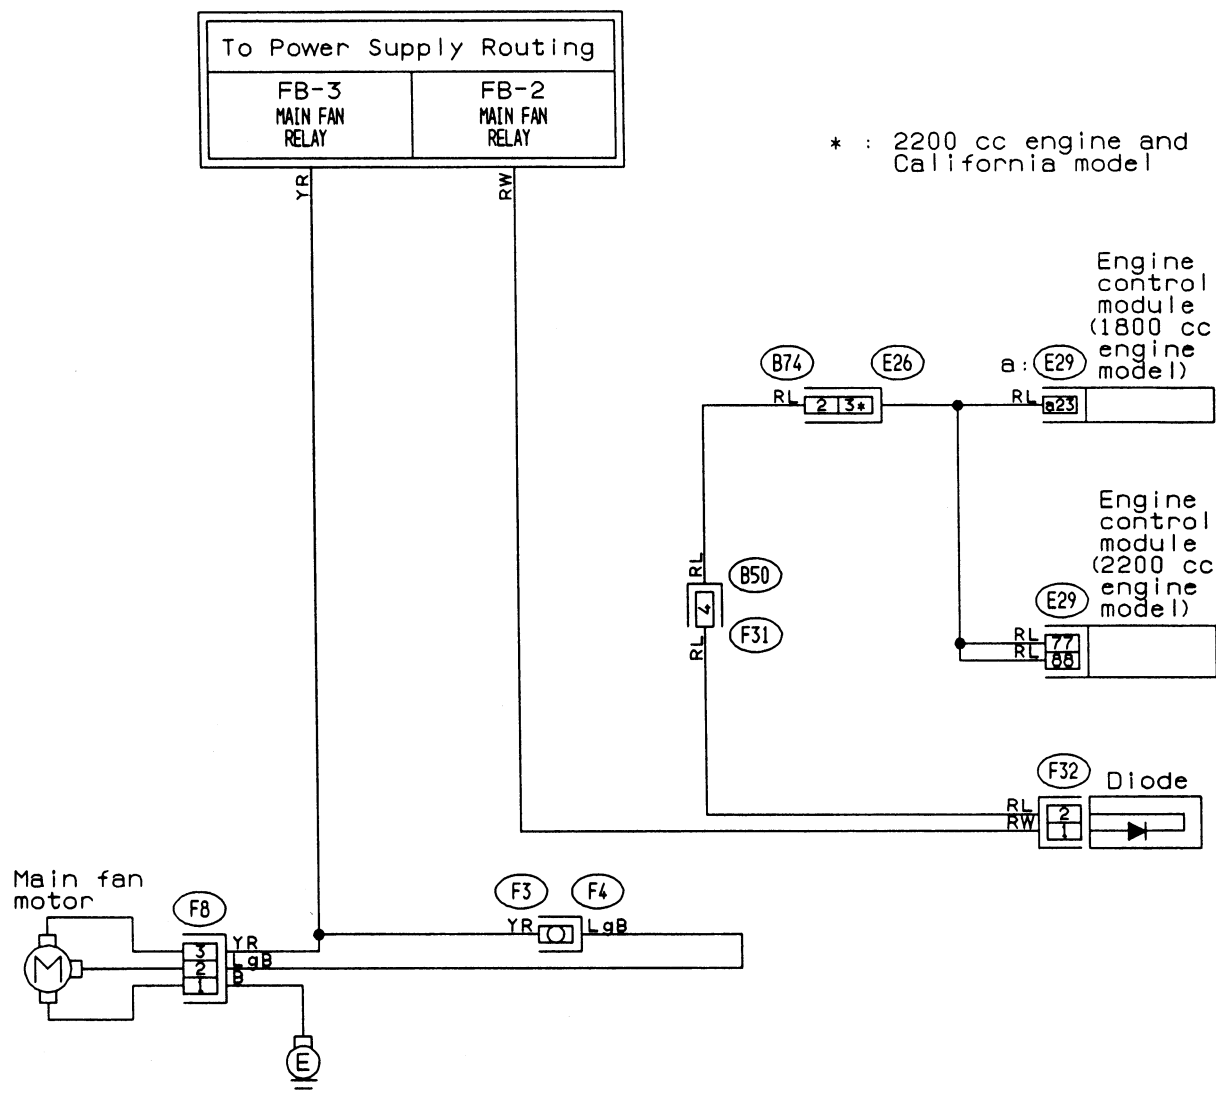 To Power Supply Routing
FB-3
MAIN FAN
RELAY
FB-2
MAIN FAN
RELAY
YR
RW
* : 2200 cc engine and
California model
Engine
control
module
(1800 cc
engine
model)
B74
E26
a: E29
RL
2
3*
RL
a23
Engine
control
module
(2200 cc
engine
model)
RL
B50
4
F31
RL
E29
RL
77
RL
88
F32
Diode
RL
2
RW
1
Main fan
motor
F8
F3
F4
YR
LgB
M
3
YR
2
LgB
1
B
E